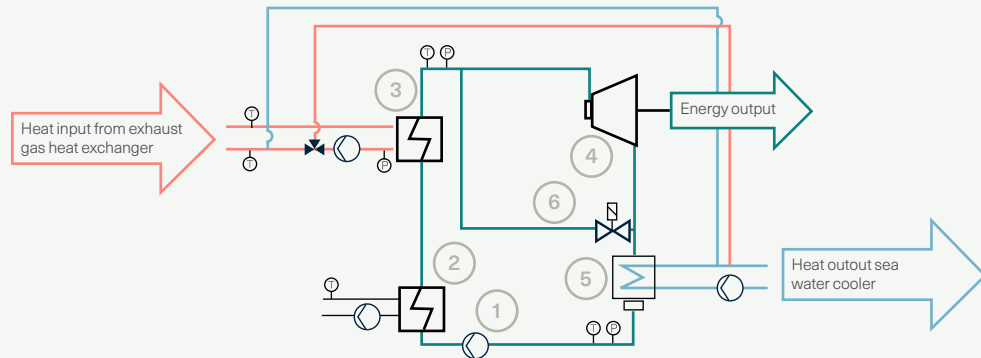 T P
3
Heat input from exhaust
gas heat exchanger
T
Energy output
T
P
4
6
2
5
Heat outout sea
water cooler
T
1
T P